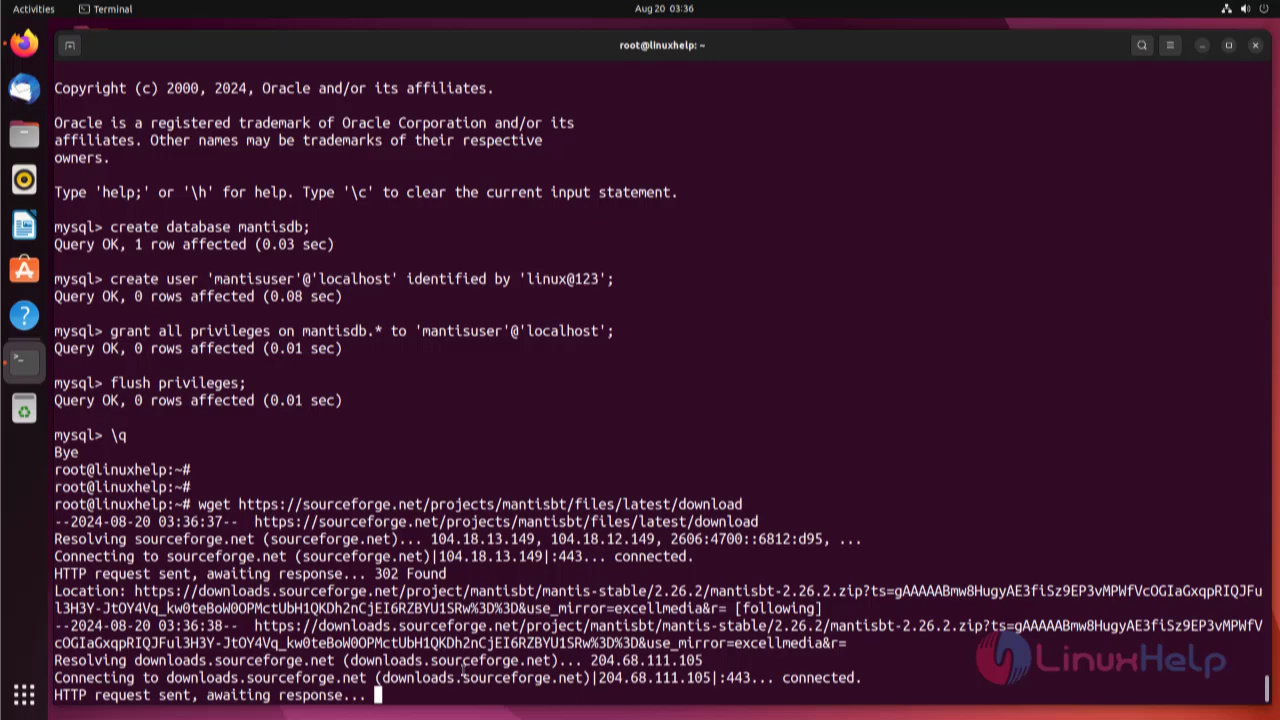 Activities
Terminal
Aug 20 03:36
root@linuxhelp: ~
Copyright (c) 2000, 2024, Oracle and/or its affiliates.
Oracle is a registered trademark of Oracle Corporation and/or its
affiliates. Other names may be trademarks of their respective
owners.
Type 'help;' or '\h' for help. Type '\c' to clear the current input statement.
mysql> create database mantisdb;
Query OK, 1 row affected (0.03 sec)
mysql> create user 'mantisuser'@'localhost' identified by 'linux@123';
Query OK, 0 rows affected (0.08 sec)
mysql> grant all privileges on mantisdb.* to 'mantisuser'@'localhost';
Query OK, 0 rows affected (0.01 sec)
mysql> flush privileges;
Query OK, 0 rows affected (0.01 sec)
mysql> \q
Bye
root@linuxhelp:~#
root@linuxhelp:~#
root@linuxhelp:~# wget https://sourceforge.net/projects/mantisbt/files/latest/download
--2024-08-20 03:36:37--  https://sourceforge.net/projects/mantisbt/files/latest/download
Resolving sourceforge.net (sourceforge.net)... 104.18.13.149, 104.18.12.149, 2606:4700::6812:d95, ...
Connecting to sourceforge.net (sourceforge.net)|104.18.13.149|:443... connected.
HTTP request sent, awaiting response... 302 Found
Location: https://downloads.sourceforge.net/project/mantisbt/mantis-stable/2.26.2/mantisbt-2.26.2.zip?ts=gAAAAABmw8HugyAE3fiSz9EP3vMPWfVcOGIaGxqpRIQJFu
l3H3Y-JtOY4Vq_kw0teBoW0OPMctUbH1QKDh2nCjEI6RZBYU1SRw%3D%3D&use_mirror=excellmedia&r= [following]
--2024-08-20 03:36:38--  https://downloads.sourceforge.net/project/mantisbt/mantis-stable/2.26.2/mantisbt-2.26.2.zip?ts=gAAAAABmw8HugyAE3fiSz9EP3vMPWfV
cOGIaGxqpRIQJFul3H3Y-JtOY4Vq_kw0teBoW0OPMctUbH1QKDh2nCjEI6RZBYU1SRw%3D%3D&use_mirror=excellmedia&r=
Resolving downloads.sourceforge.net (downloads.sourceforge.net)... 204.68.111.105
Connecting to downloads.sourceforge.net (downloads.sourceforge.net)|204.68.111.105|:443... connected.
HTTP request sent, awaiting response...
LinuxHelp